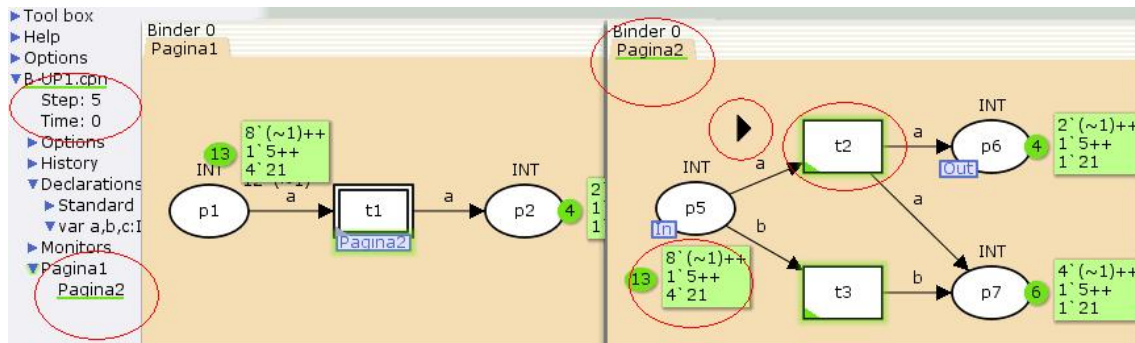 Tool box
Help
Options
B-UP1.cpn
Step: 5
Time: 0
Options
History
Declarations
Standard
var a,b,c:I
Monitors
Pagina1
Pagina2
Binder 0
Pagina1
8`(~1)++
1`5++
4`21
13
INT
p1
a
t1
Pagina2
a
INT
p2
4
2`
1`
1`
Binder 0
Pagina2
INT
2`(~1)++
1`5++
1`21
t2
a
p6
4
Out
a
a
p5
In
b
INT
8`(~1)++
1`5++
4`21
13
t3
b
p7
6
4`(~1)++
1`5++
1`21